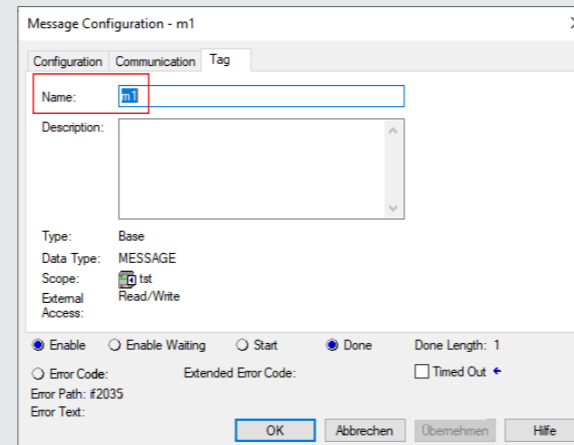 Message Configuration - m1
Configuration Communication Tag
Name: m1
Description:
Type: Base
Data Type: MESSAGE
Scope: tst
External Access: Read/Write
Enable Enable Waiting Start Done Done Length: 1
Error Code: Extended Error Code: Timed Out
Error Path: if2035
Error Text:
OK Abbrechen Übernehmen Hilfe